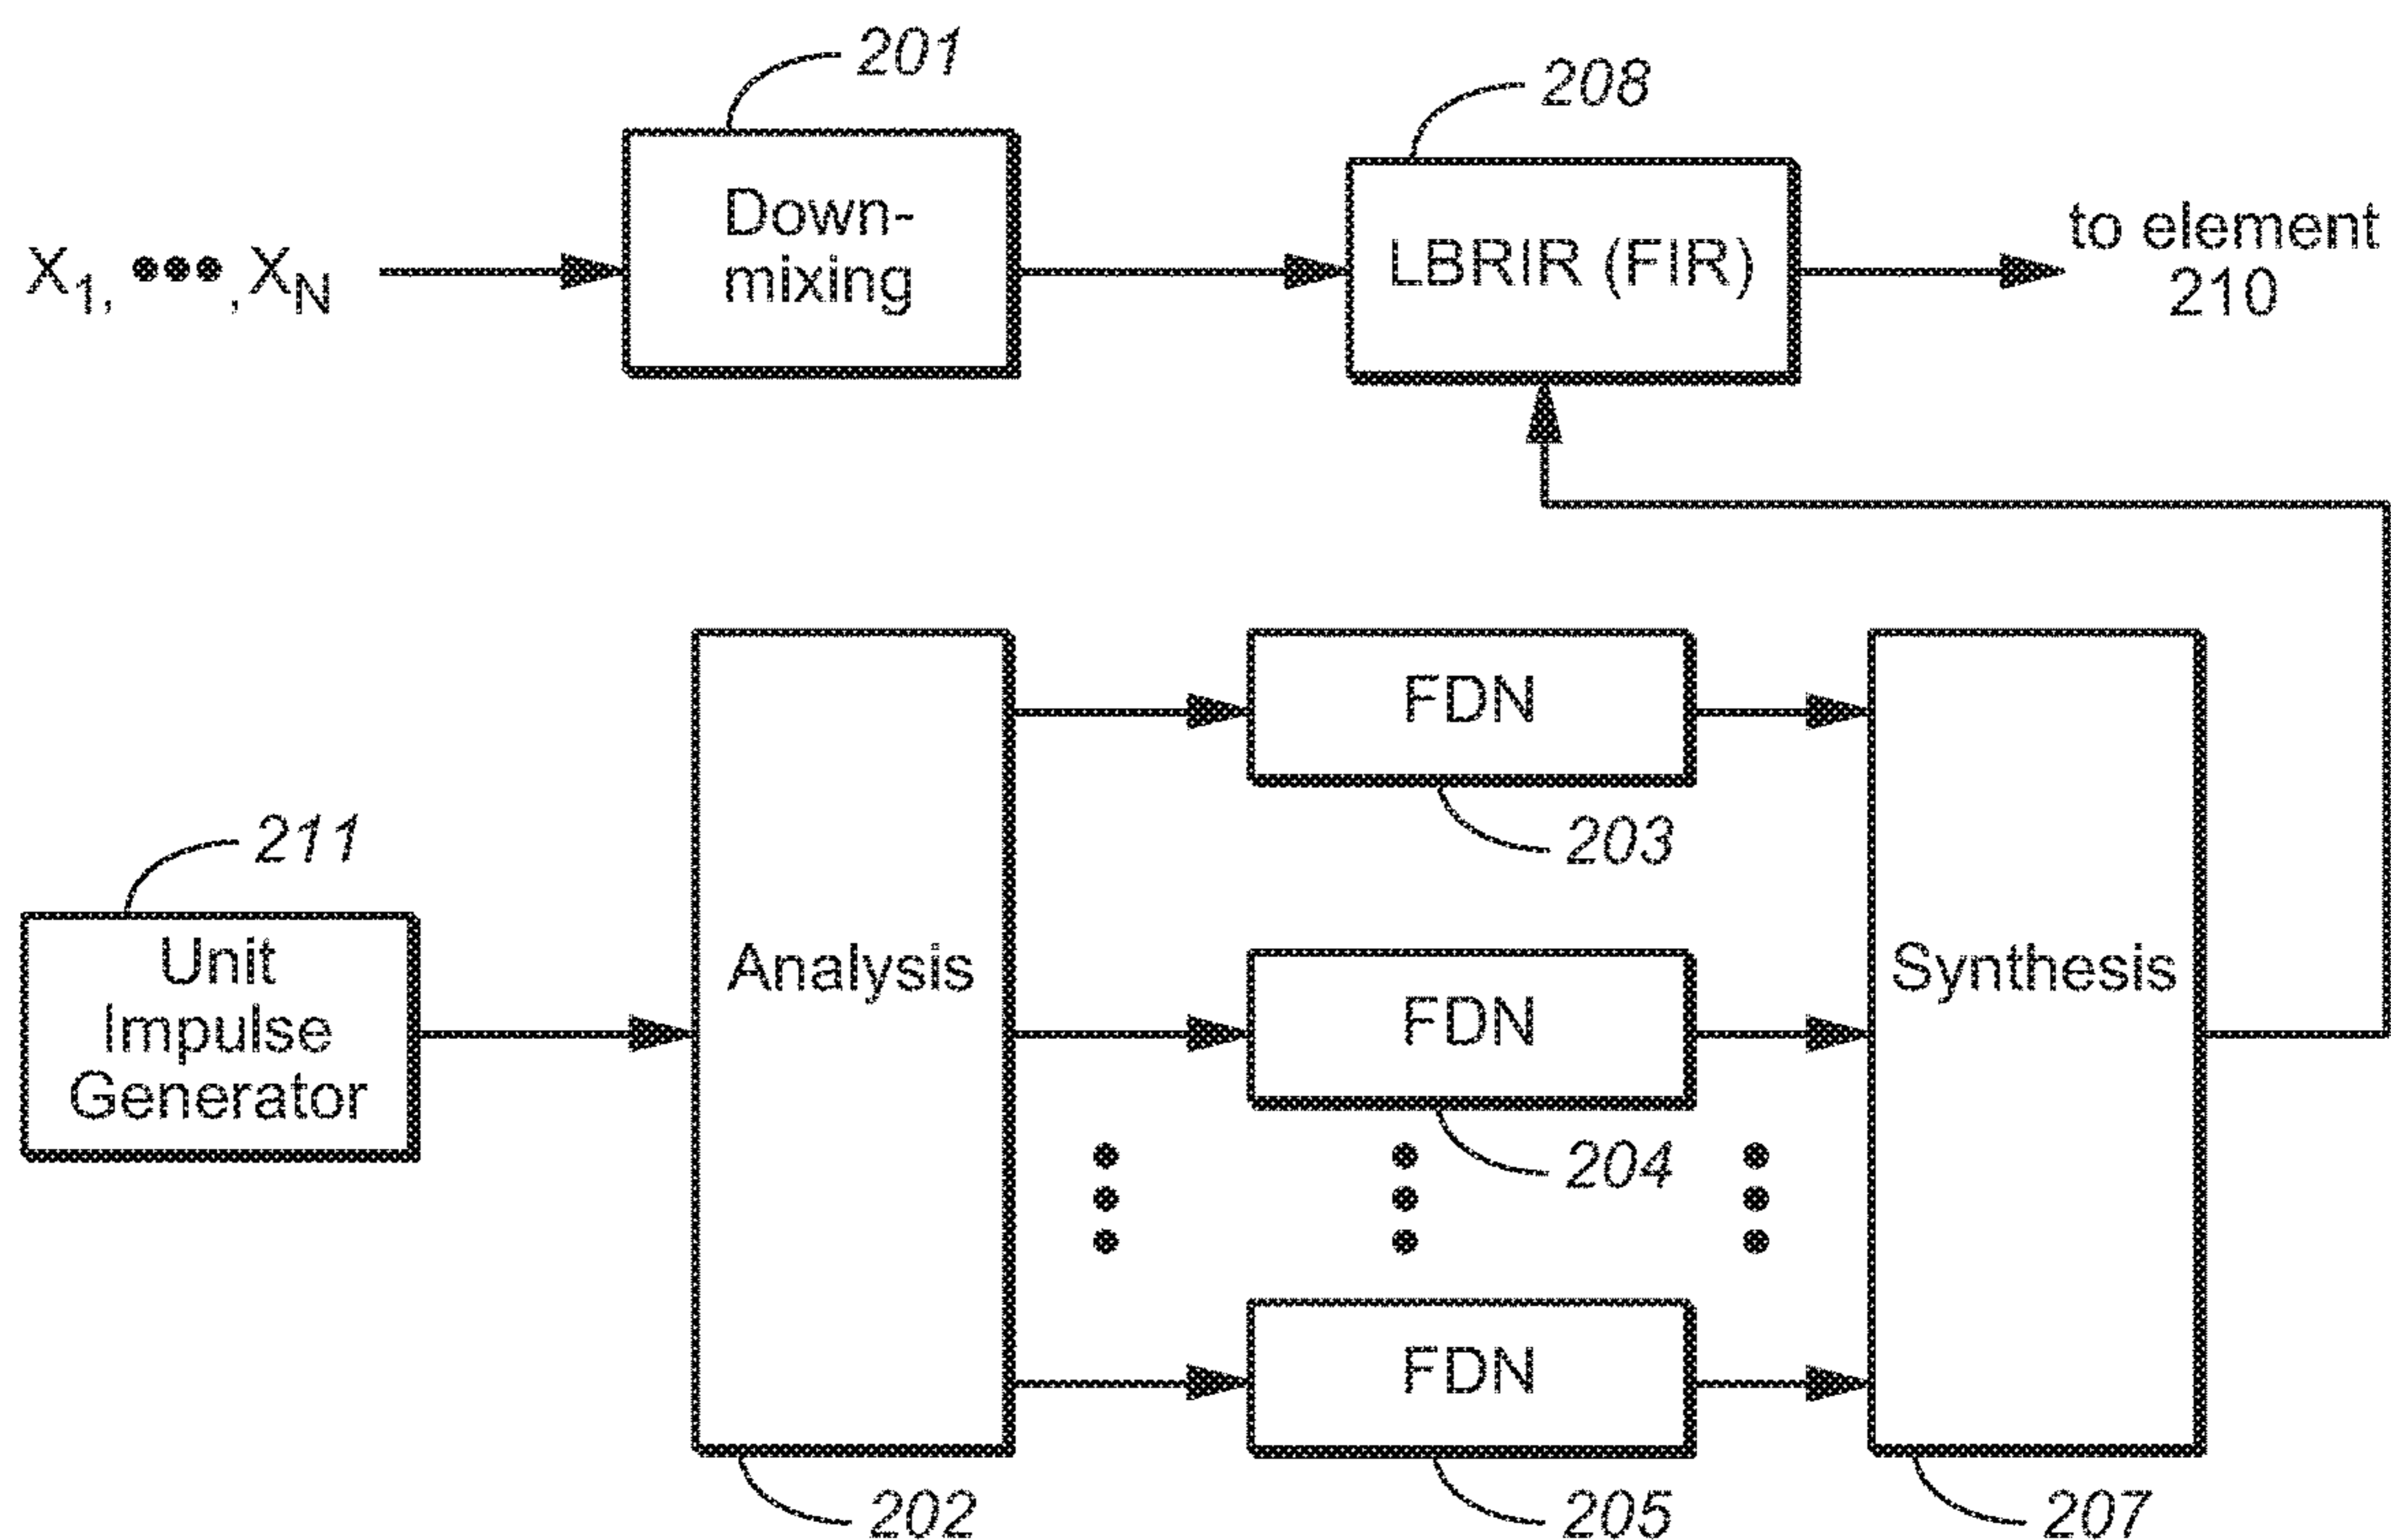 201
208
Down-
mixing
LBRIR (FIR)
to element
210
X1, •••, XN
FDN
203
211
Unit
Impulse
Generator
Analysis
FDN
204
Synthesis
FDN
202
205
207